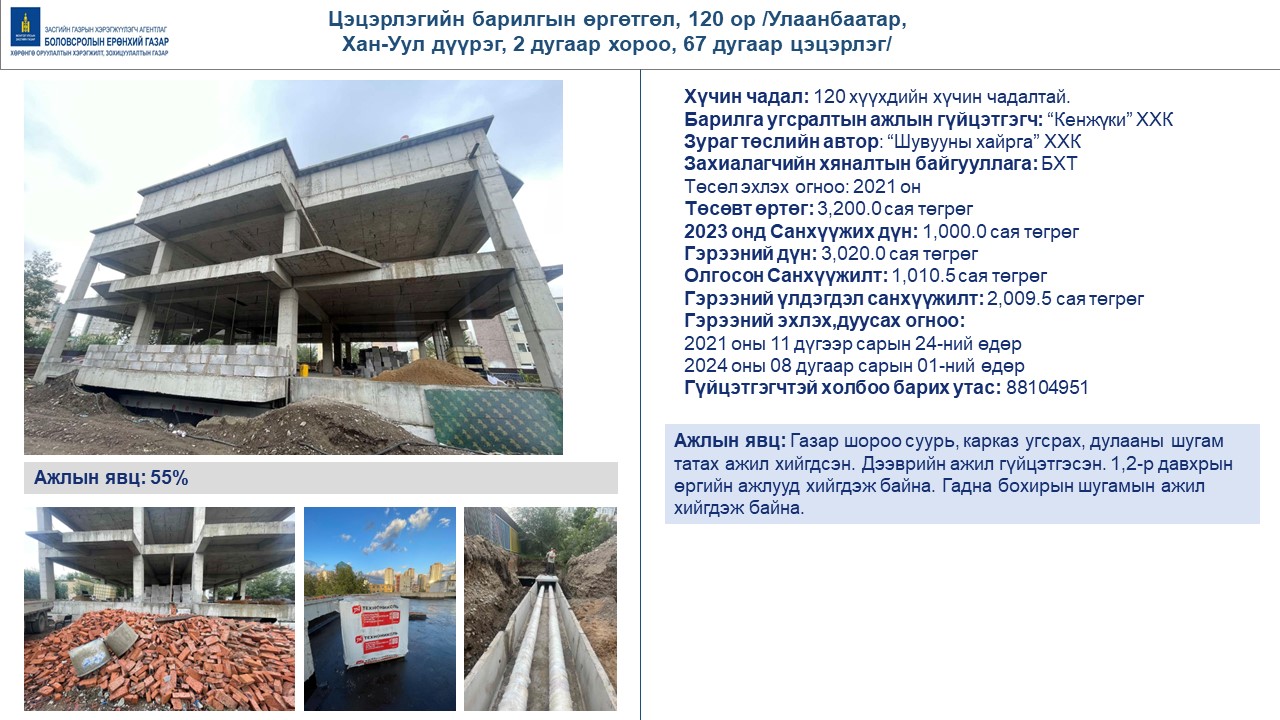 ЗАСГИЙН ГАЗРЫН ХЭРЭГЖҮҮЛЭГЧ АГЕНТЛАГ
БОЛОВСРОЛЫН ЕРӨНХИЙ ГАЗАР
ХӨРӨНГӨ ОРУУЛАЛТЫН ХЭРЭГЖИЛТ, ЗОХИЦУУЛАЛТЫН ГАЗАР
Цэцэрлэгийн барилгын өргөтгөл, 120 ор /Улаанбаатар,
Хан-Уул дүүрэг, 2 дугаар хороо, 67 дугаар цэцэрлэг/
Ажлын явц: 55%
ТЕХНОНИКОЛЬ
ТЕХНОНИКОЛЬ
Хүчин чадал: 120 хүүхдийн хүчин чадалтай.
Барилга угсралтын ажлын гүйцэтгэгч: “Кенжүки” ХХК
Зураг төслийн автор: “Шувууны хайрга” ХХК
Захиалагчийн хяналтын байгууллага: БХТ
Төсөл эхлэх огноо: 2021 он
Төсөвт өртөг: 3,200.0 сая төгрөг
2023 онд Санхүүжих дүн: 1,000.0 сая төгрөг
Гэрээний дүн: 3,020.0 сая төгрөг
Олгосон Санхүүжилт: 1,010.5 сая төгрөг
Гэрээний үлдэгдэл санхүүжилт: 2,009.5 сая төгрөг
Гэрээний эхлэх,дуусах огноо:
2021 оны 11 дүгээр сарын 24-ний өдөр
2024 оны 08 дугаар сарын 01-ний өдөр
Гүйцэтгэгчтэй холбоо барих утас: 88104951
Ажлын явц: Газар шороо суурь, карказ угсрах, дулааны шугам
татах ажил хийгдсэн. Дээврийн ажил гүйцэтгэсэн. 1,2-р давхрын
өргийн ажлууд хийгдэж байна. Гадна бохирын шугамын ажил
хийгдэж байна.